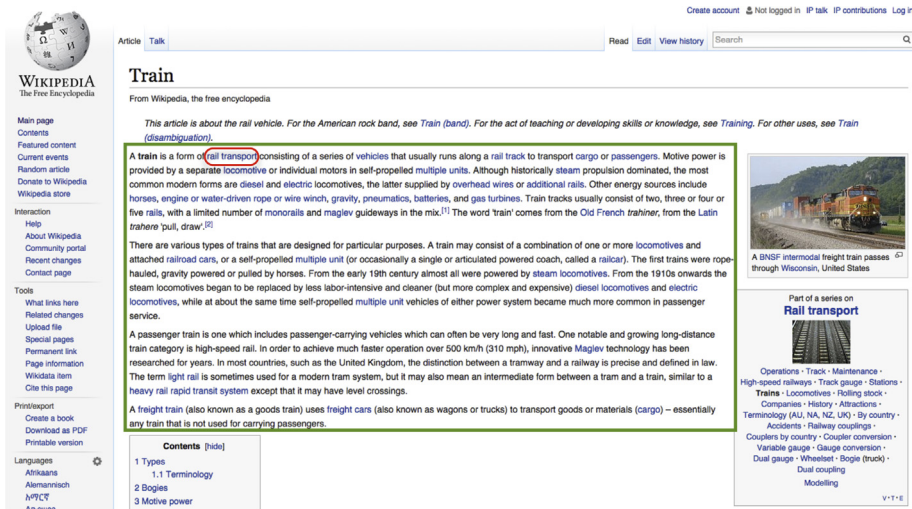 Create account Not logged in IP talk IP contributions Log in
WIKIPEDIA
The Free Encyclopedia
Main page
Contents
Featured content
Current events
Random article
Donate to Wikipedia
Wikipedia store
Interaction
Help
About Wikipedia
Community portal
Recent changes
Contact page
Tools
What links here
Related changes
Upload file
Special pages
Permanent link
Page information
Wikidata item
Cite this page
Print/export
Create a book
Download as PDF
Printable version
Languages
Afrikaans
Alemannisch
አማርኛ
Article Talk
Read Edit View history Search
Train
From Wikipedia, the free encyclopedia
This article is about the rail vehicle. For the American rock band, see Train (band). For the act of teaching or developing skills or knowledge, see Training. For other uses, see Train
(disambiguation).
A train is a form of rail transport consisting of a series of vehicles that usually runs along a rail track to transport cargo or passengers. Motive power is
provided by a separate locomotive or individual motors in self-propelled multiple units. Although historically steam propulsion dominated, the most
common modern forms are diesel and electric locomotives, the latter supplied by overhead wires or additional rails. Other energy sources include
horses, engine or water-driven rope or wire winch, gravity, pneumatics, batteries, and gas turbines. Train tracks usually consist of two, three or four or
five rails, with a limited number of monorails and maglev guideways in the mix.[1] The word 'train' comes from the Old French trahiner, from the Latin
trahere 'pull, draw'.[2]
There are various types of trains that are designed for particular purposes. A train may consist of a combination of one or more locomotives and
attached railroad cars, or a self-propelled multiple unit (or occasionally a single or articulated powered coach, called a railcar). The first trains were rope-
hauled, gravity powered or pulled by horses. From the early 19th century almost all were powered by steam locomotives. From the 1910s onwards the
steam locomotives began to be replaced by less labor-intensive and cleaner (but more complex and expensive) diesel locomotives and electric
locomotives, while at about the same time self-propelled multiple unit vehicles of either power system became much more common in passenger
service.
A passenger train is one which includes passenger-carrying vehicles which can often be very long and fast. One notable and growing long-distance
train category is high-speed rail. In order to achieve much faster operation over 500 km/h (310 mph), innovative Maglev technology has been
researched for years. In most countries, such as the United Kingdom, the distinction between a tramway and a railway is precise and defined in law.
The term light rail is sometimes used for a modern tram system, but it may also mean an intermediate form between a tram and a train, similar to a
heavy rail rapid transit system except that it may have level crossings.
A freight train (also known as a goods train) uses freight cars (also known as wagons or trucks) to transport goods or materials (cargo) – essentially
any train that is not used for carrying passengers.
Contents [hide]
1 Types
1.1 Terminology
2 Bogies
3 Motive power
A BNSF intermodal freight train passes
through Wisconsin, United States
Part of a series on
Rail transport
Operations · Track · Maintenance ·
High-speed railways · Track gauge · Stations ·
Trains · Locomotives · Rolling stock ·
Companies · History · Attractions ·
Terminology (AU, NA, NZ, UK) · By country ·
Accidents · Railway couplings ·
Couplers by country · Coupler conversion ·
Variable gauge · Gauge conversion ·
Dual gauge · Wheelset · Bogie (truck) ·
Dual coupling
Modelling
V · T · E